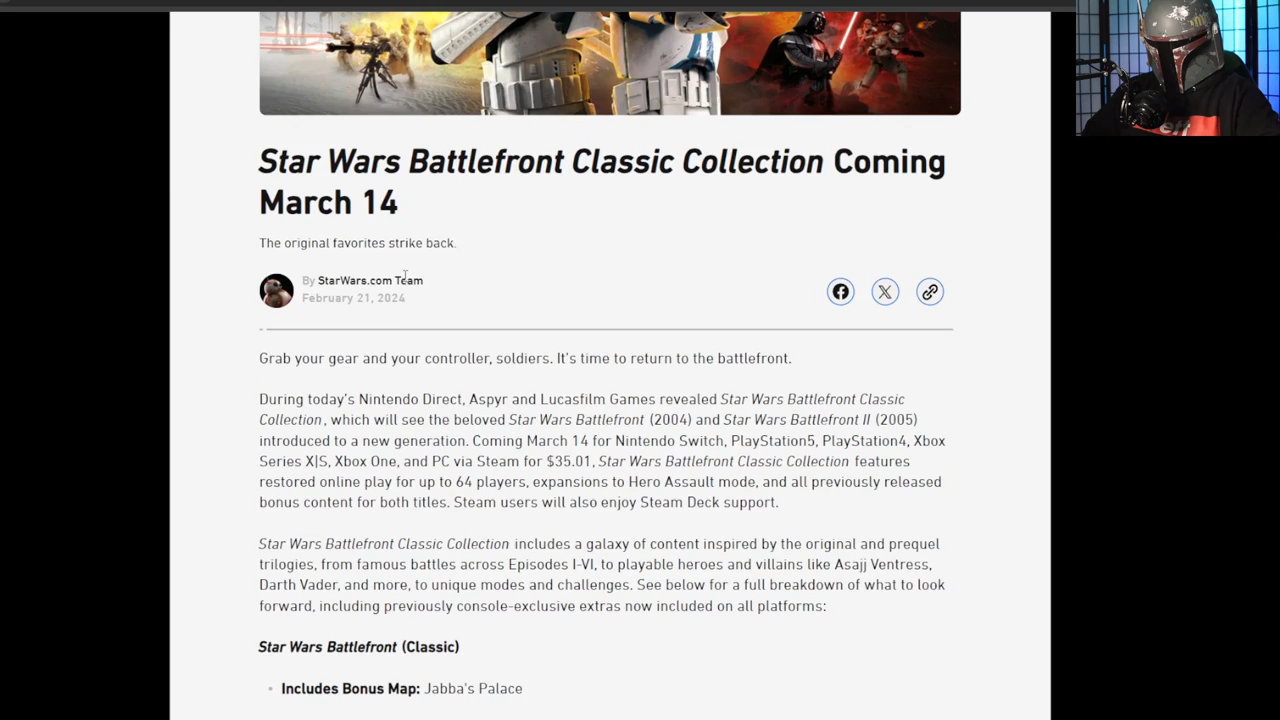 Star Wars Battlefront Classic Collection Coming
March 14
The original favorites strike back.
By StarWars.com Team
February 21, 2024
Grab your gear and your controller, soldiers. It's time to return to the battlefront.
During today's Nintendo Direct, Aspyr and Lucasfilm Games revealed Star Wars Battlefront Classic
Collection, which will see the beloved Star Wars Battlefront (2004) and Star Wars Battlefront II (2005)
introduced to a new generation. Coming March 14 for Nintendo Switch, PlayStation5, PlayStation4, Xbox
Series X|S, Xbox One, and PC via Steam for $35.01, Star Wars Battlefront Classic Collection features
restored online play for up to 64 players, expansions to Hero Assault mode, and all previously released
bonus content for both titles. Steam users will also enjoy Steam Deck support.
Star Wars Battlefront Classic Collection includes a galaxy of content inspired by the original and prequel
trilogies, from famous battles across Episodes I-VI, to playable heroes and villains like Asajj Ventress,
Darth Vader, and more, to unique modes and challenges. See below for a full breakdown of what to look
forward, including previously console-exclusive extras now included on all platforms:
Star Wars Battlefront (Classic)
• Includes Bonus Map: Jabba's Palace